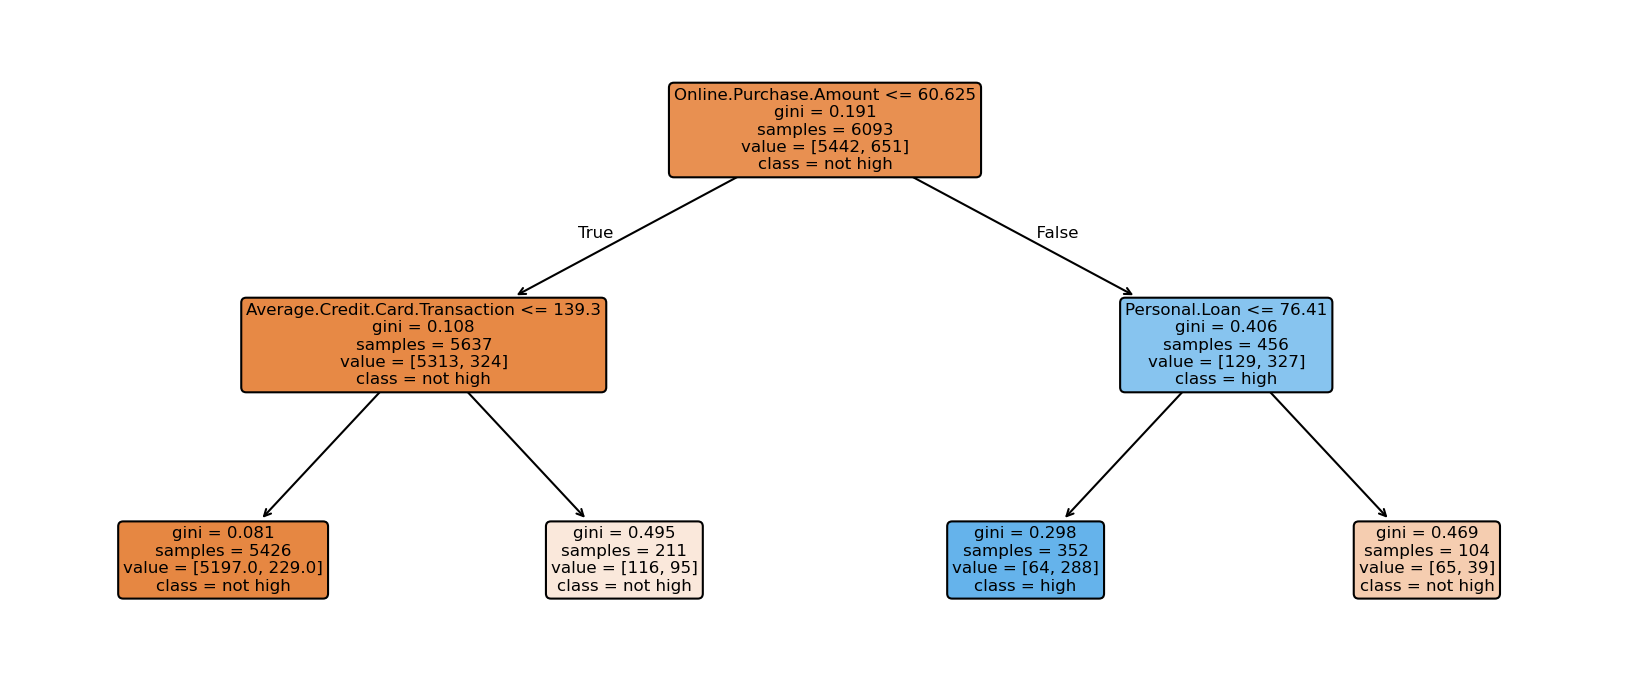 Online.Purchase.Amount <= 60.625
gini = 0.191
samples = 6093
value = [5442, 651]
class = not high
True
False
Average.Credit.Card.Transaction <= 139.3
gini = 0.108
samples = 5637
value = [5313, 324]
class = not high
Personal.Loan <= 76.41
gini = 0.406
samples = 456
value = [129, 327]
class = high
gini = 0.081
samples = 5426
value = [5197.0, 229.0]
class = not high
gini = 0.495
samples = 211
value = [116, 95]
class = not high
gini = 0.298
samples = 352
value = [64, 288]
class = high
gini = 0.469
samples = 104
value = [65, 39]
class = not high